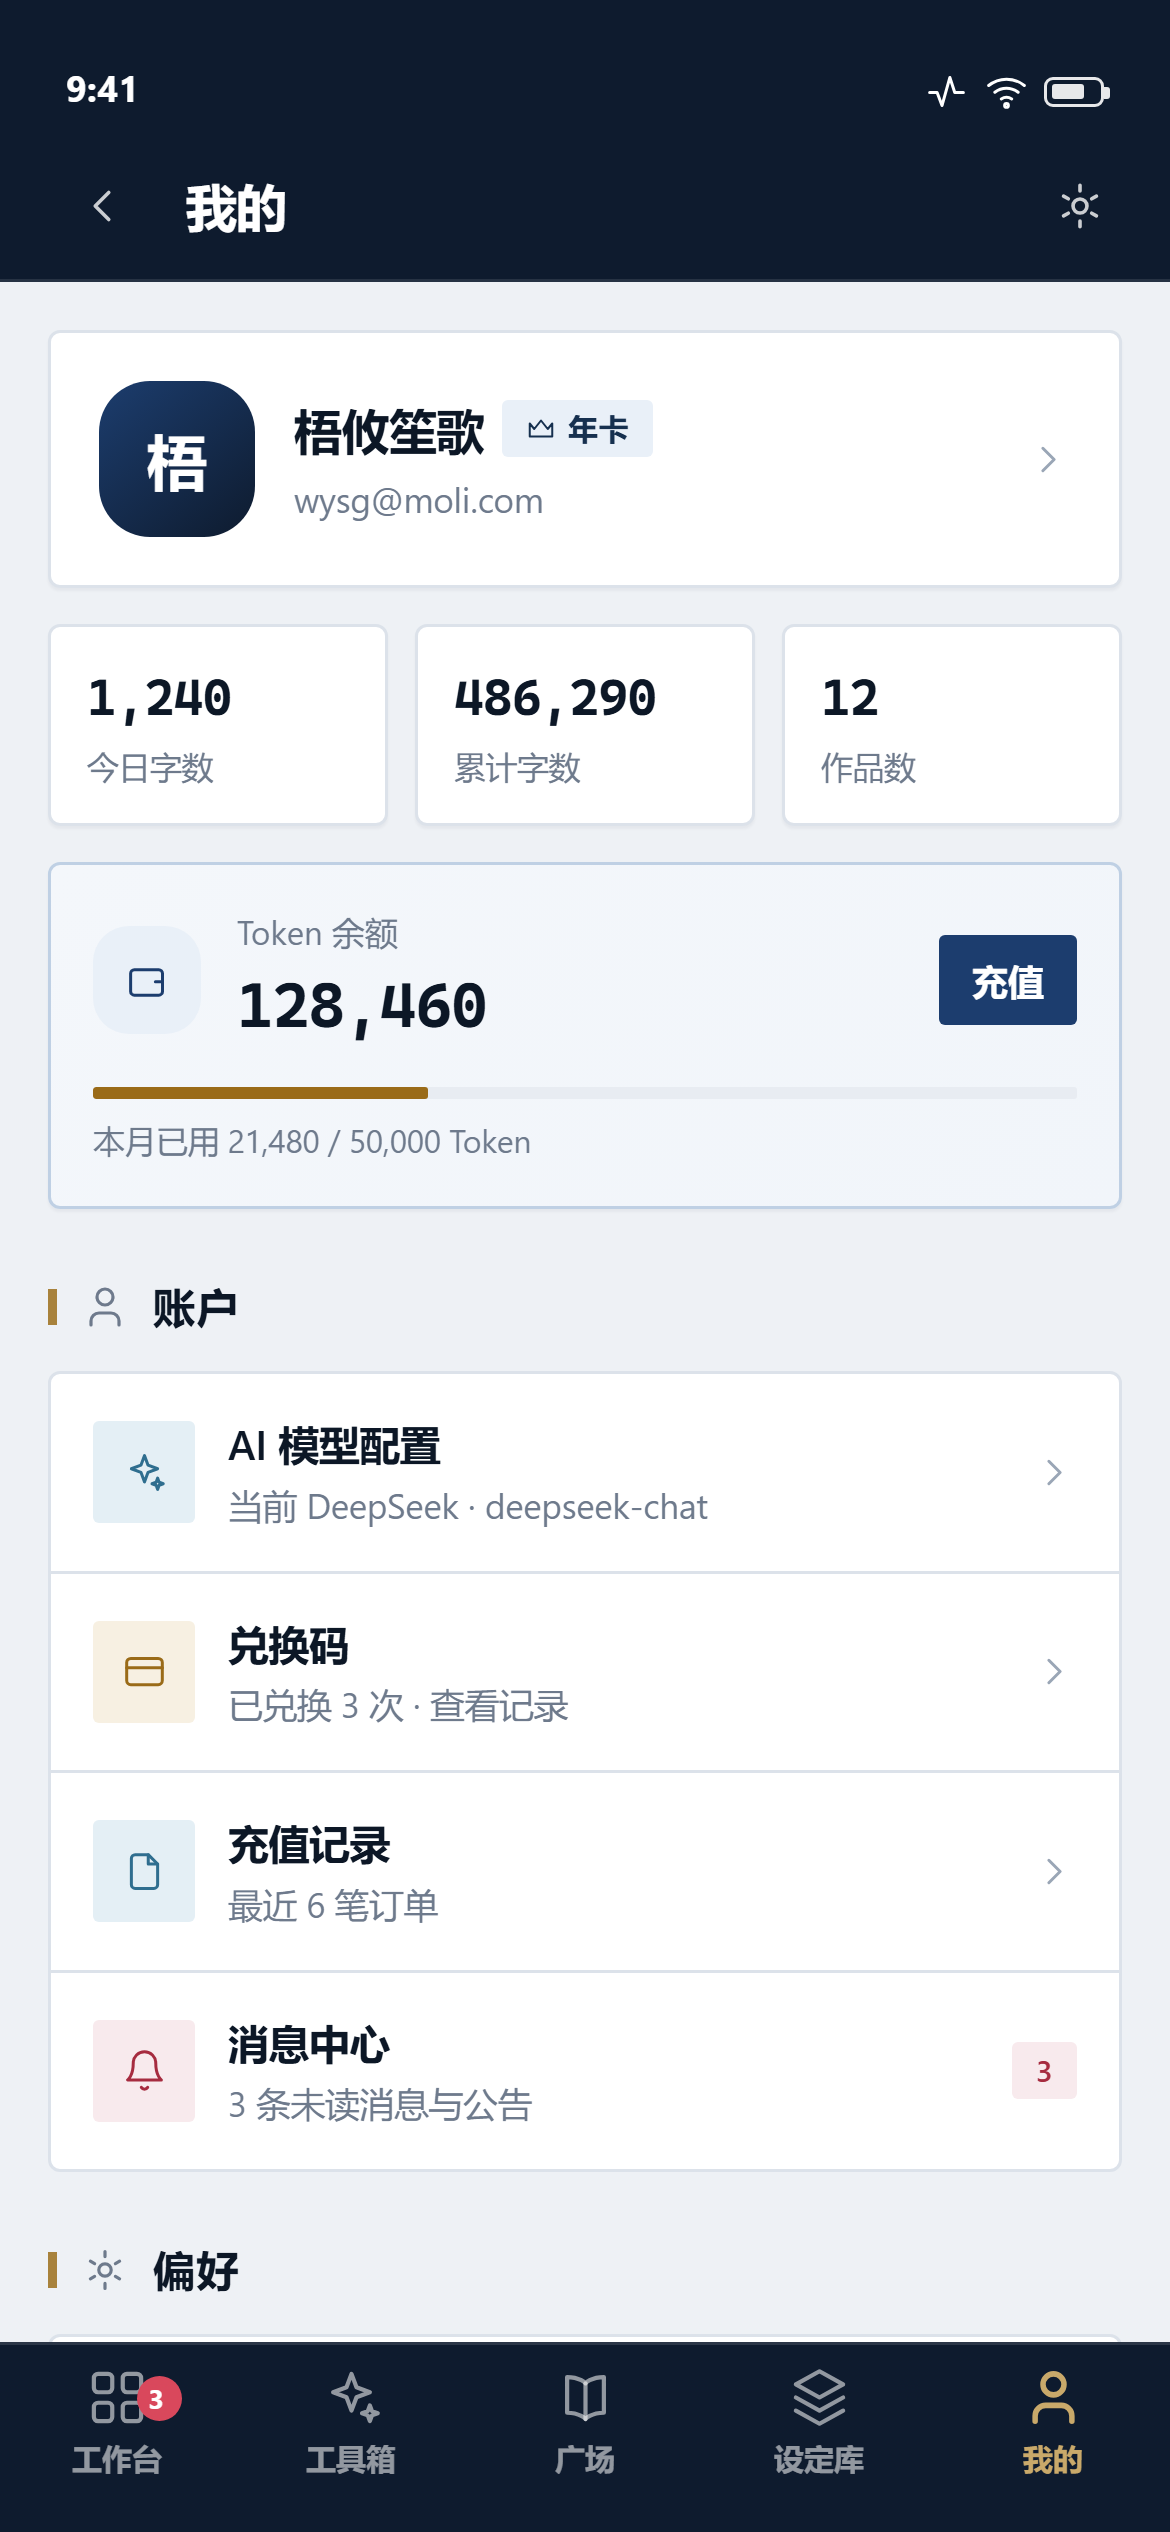 9:41
我的
梧
梧攸笙歌 年卡
wysg@moli.com
1,240 486,290 12
今日字数 累计字数 作品数
Token 余额
128,460
充值
本月已用 21,480 / 50,000 Token
账户
AI 模型配置
当前 DeepSeek · deepseek-chat
兑换码
已兑换 3 次 · 查看记录
充值记录
最近 6 笔订单
消息中心
3 条未读消息与公告
3
偏好
3
工作台 工具箱 广场 设定库 我的